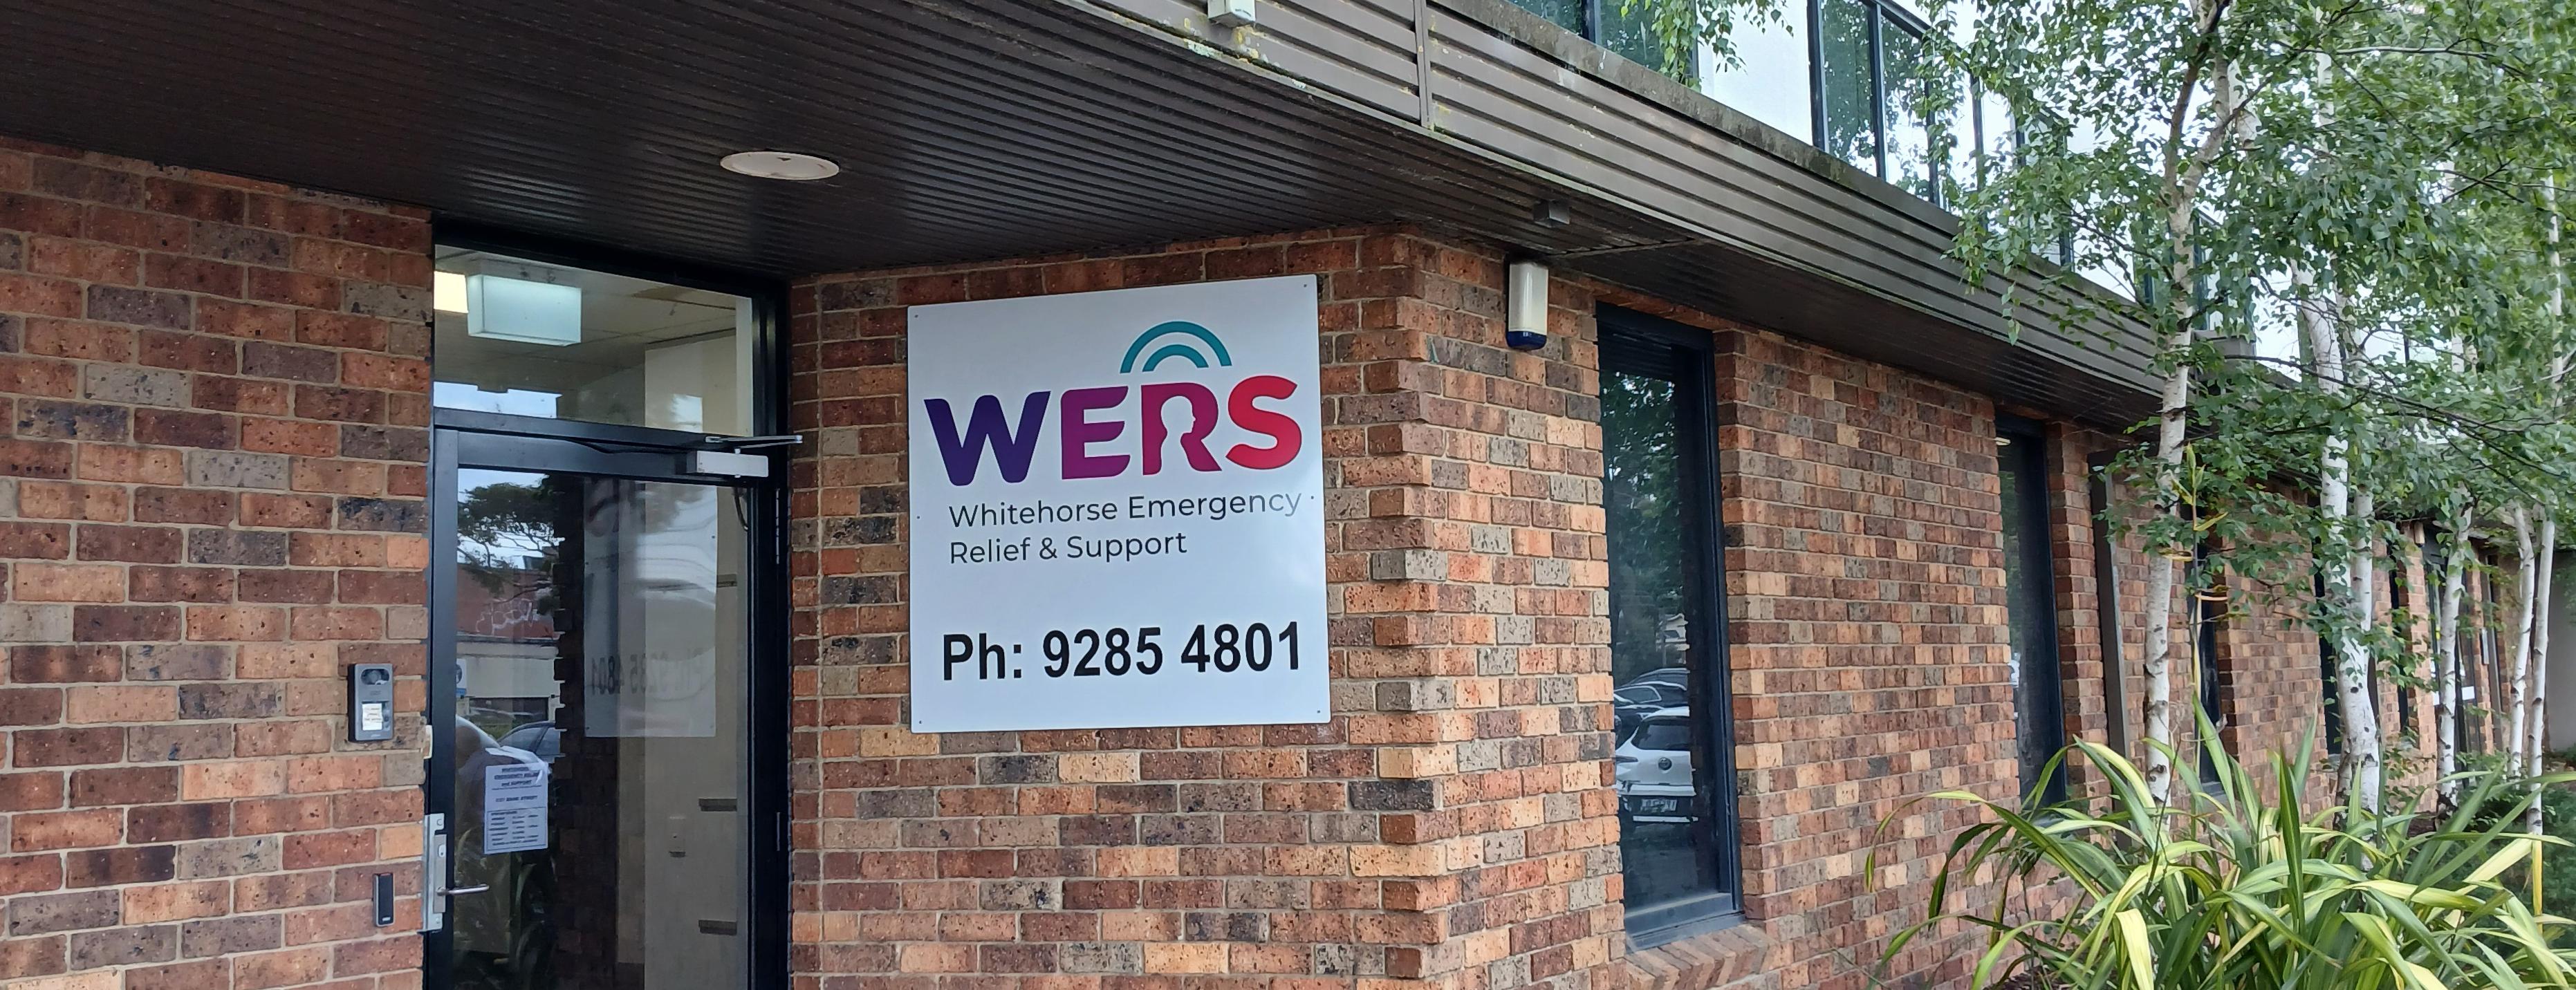 WERS
Whitehorse Emergency
Relief & Support
Ph: 9285 4801